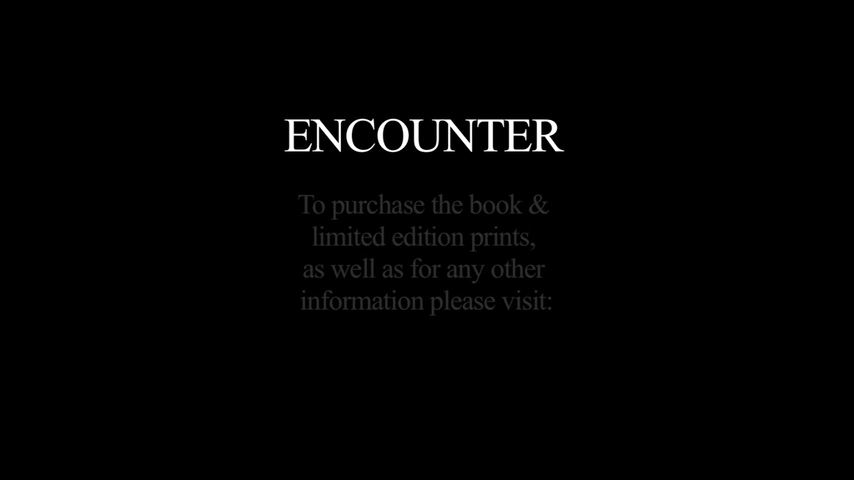 ENCOUNTER
To purchase the book &
limited edition prints,
as well as for any other
information please visit: